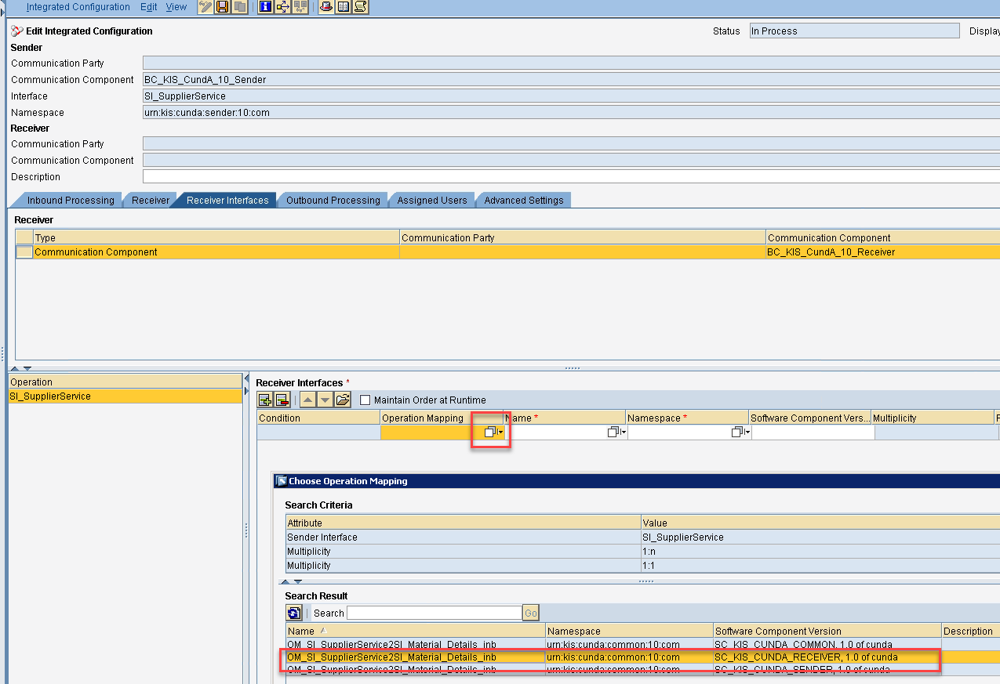 Integrated Configuration Edit View
Edit Integrated Configuration Status In Process Display
Sender
Communication Party
Communication Component BC_KIS_CundA_10_Sender
Interface SI_SupplierService
Namespace urn:kis:cunda:sender:10:com
Receiver
Communication Party
Communication Component
Description
Inbound Processing Receiver Receiver Interfaces Outbound Processing Assigned Users Advanced Settings
Receiver
Type Communication Party Communication Component
Communication Component BC_KIS_CundA_10_Receiver
Operation
SI_SupplierService
Receiver Interfaces *
Maintain Order at Runtime
Condition Operation Mapping Name * Namespace * Software Component Vers... Multiplicity
Choose Operation Mapping
Search Criteria
Attribute Value
Sender Interface SI_SupplierService
Multiplicity 1:n
Multiplicity 1:1
Search Result
Search Go
Name Namespace Software Component Version Description
OM_SI_SupplierService2SI_Material_Details_inb urn:kis:cunda:common:10:com SC_KIS_CUNDA_COMMON, 1.0 of cunda
OM_SI_SupplierService2SI_Material_Details_inb urn:kis:cunda:common:10:com SC_KIS_CUNDA_RECEIVER, 1.0 of cunda
OM_SI_SupplierService2SI_Material_Details_inb urn:kis:cunda:common:10:com SC_KIS_CUNDA_SENDER, 1.0 of cunda